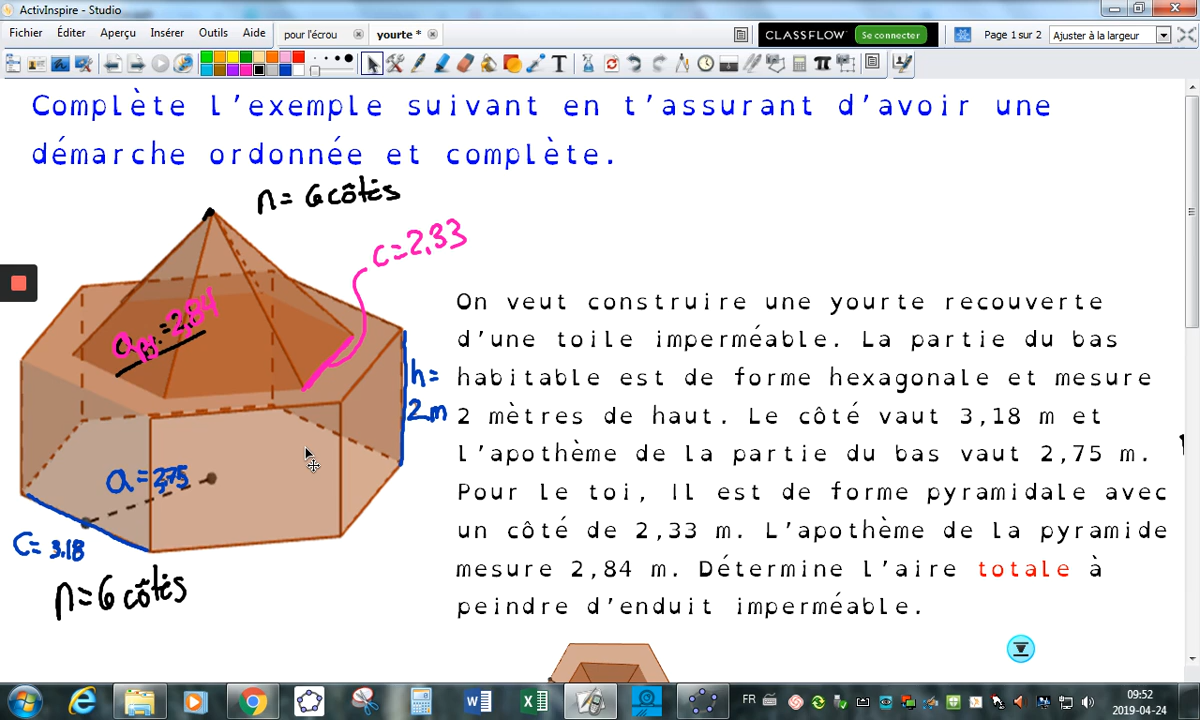 ActivInspire - Studio
Fichier Éditer Aperçu Insérer Outils Aide
pour l'écrou
yourte *
CLASSFLOW
Se connecter
Page 1 sur 2
Ajuster à la largeur
Complète l'exemple suivant en t'assurant d'avoir une
démarche ordonnée et complète.
n = 6 côtés
c = 2,33
apy. = 2,84
h =
2m
a = 2,75
c = 3,18
n = 6 côtés
On veut construire une yourte recouverte
d'une toile imperméable. La partie du bas
habitable est de forme hexagonale et mesure
2 mètres de haut. Le côté vaut 3,18 m et
l'apothème de la partie du bas vaut 2,75 m.
Pour le toi, Il est de forme pyramidale avec
un côté de 2,33 m. L'apothème de la pyramide
mesure 2,84 m. Détermine l'aire totale à
peindre d'enduit imperméable.
FR
09:52
2019-04-24